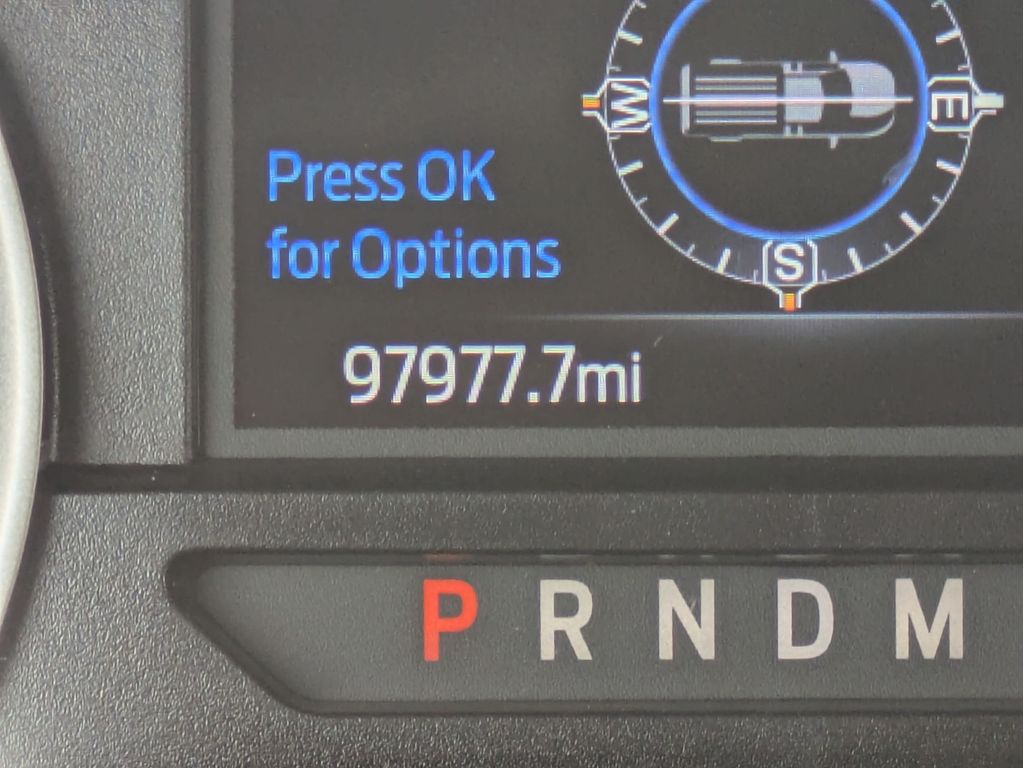 W E
Press OK
for Options
S
97977.7mi
P R N D M